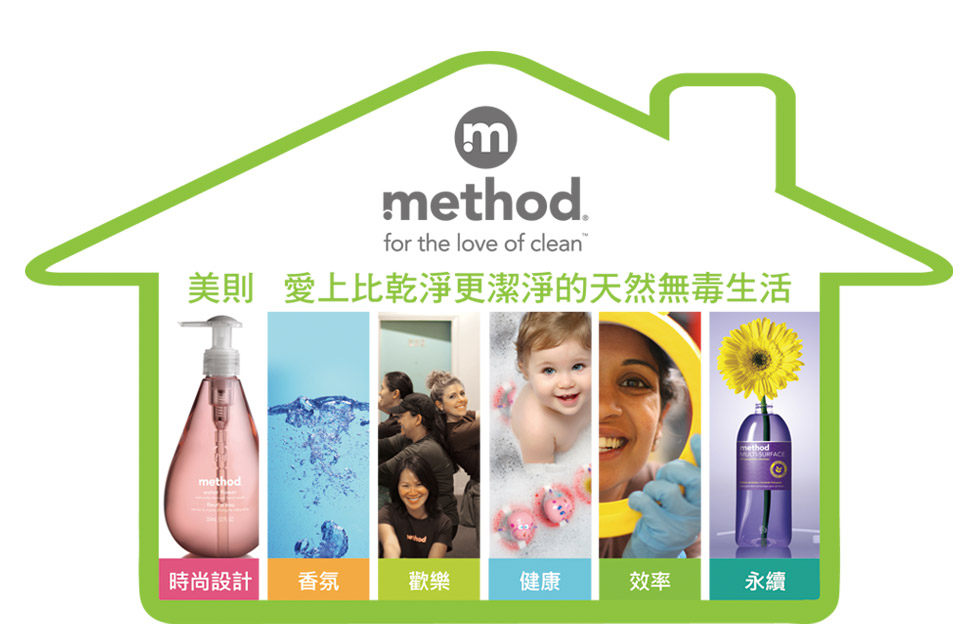 m
method®
for the love of clean™
美則 愛上比乾淨更潔淨的天然無毒生活
method
method
method
MULTI-SURFACE
時尚設計 香氛 歡樂 健康 效率 永續